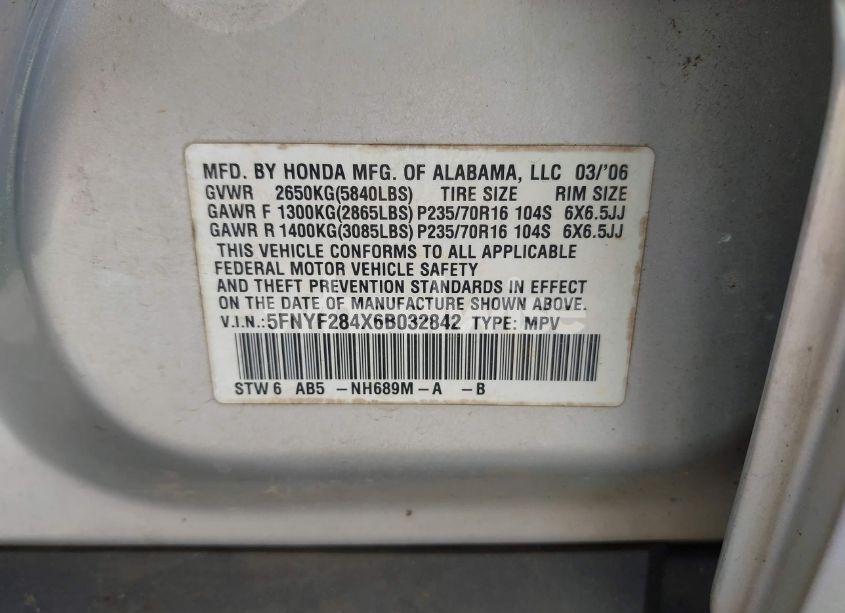 MFD. BY HONDA MFG. OF ALABAMA, LLC 03/'06
GVWR 2650KG(5840LBS) TIRE SIZE RIM SIZE
GAWR F 1300KG(2865LBS) P235/70R16 104S 6X6.5JJ
GAWR R 1400KG(3085LBS) P235/70R16 104S 6X6.5JJ
THIS VEHICLE CONFORMS TO ALL APPLICABLE
FEDERAL MOTOR VEHICLE SAFETY
AND THEFT PREVENTION STANDARDS IN EFFECT
ON THE DATE OF MANUFACTURE SHOWN ABOVE.
V.I.N.:5FNYF284X6B032842 TYPE: MPV
STW 6 AB5 -NH689M-A -B